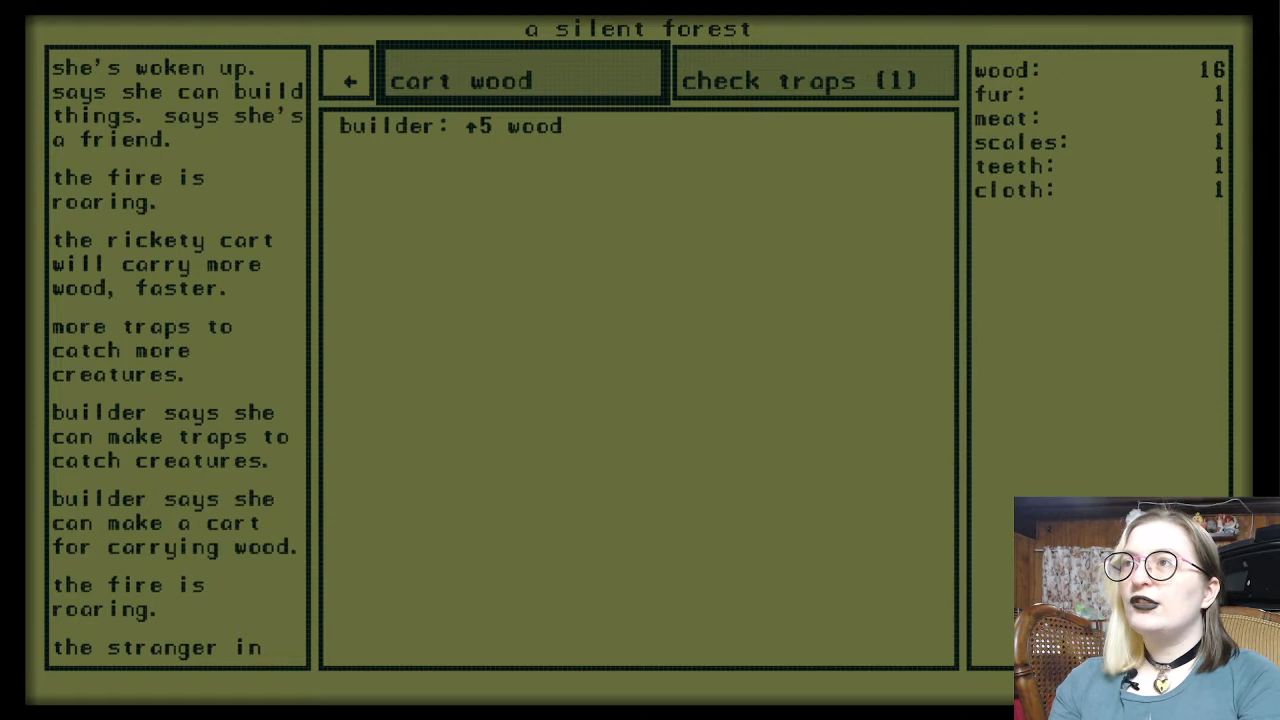 a silent forest
she's woken up.
says she can build
things. says she's
a friend.
the fire is
roaring.
the rickety cart
will carry more
wood, faster.
more traps to
catch more
creatures.
builder says she
can make traps to
catch creatures.
builder says she
can make a cart
for carrying wood.
the fire is
roaring.
the stranger in
← cart wood check traps (1)
builder: ↑5 wood
wood: 16
fur: 1
meat: 1
scales: 1
teeth: 1
cloth: 1